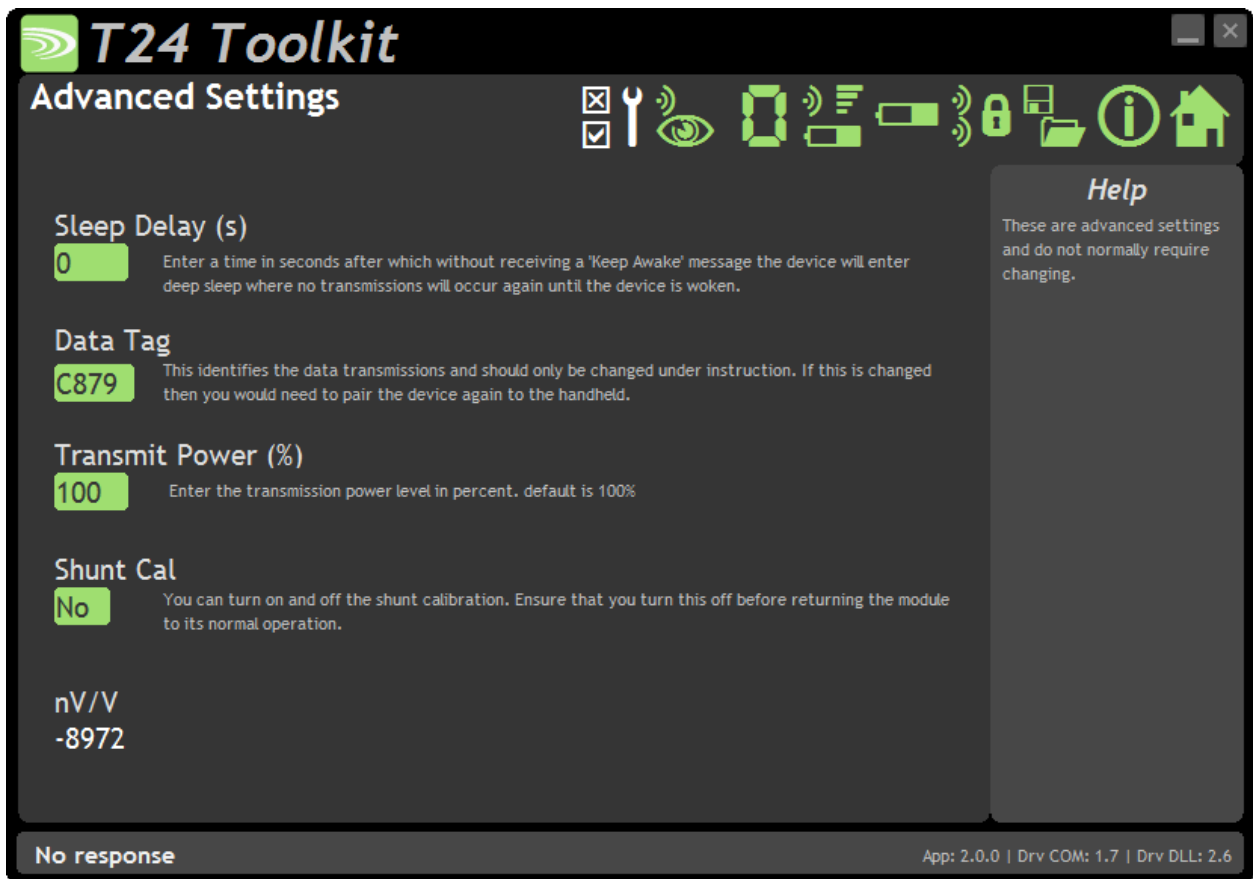 T24 Toolkit
Advanced Settings
Help
These are advanced settings
and do not normally require
changing.
Sleep Delay (s)
0
Enter a time in seconds after which without receiving a 'Keep Awake' message the device will enter
deep sleep where no transmissions will occur again until the device is woken.
Data Tag
C879
This identifies the data transmissions and should only be changed under instruction. If this is changed
then you would need to pair the device again to the handheld.
Transmit Power (%)
100
Enter the transmission power level in percent. default is 100%
Shunt Cal
No
You can turn on and off the shunt calibration. Ensure that you turn this off before returning the module
to its normal operation.
nV/V
-8972
No response
App: 2.0.0 | Drv COM: 1.7 | Drv DLL: 2.6